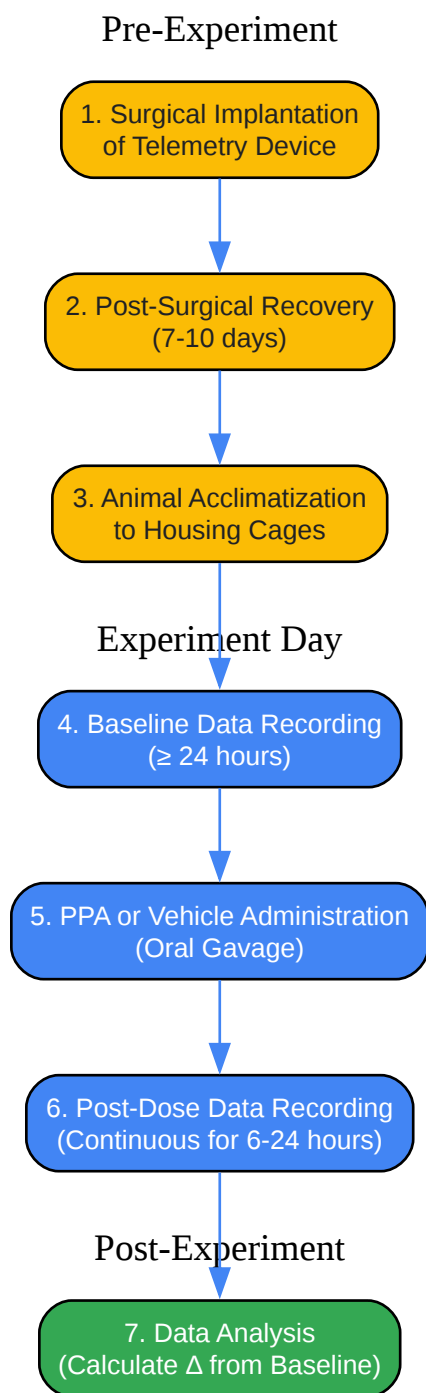 Pre-Experiment
1. Surgical Implantation
of Telemetry Device
2. Post-Surgical Recovery
(7-10 days)
3. Animal Acclimatization
to Housing Cages
Experiment Day
4. Baseline Data Recording
(≥ 24 hours)
5. PPA or Vehicle Administration
(Oral Gavage)
6. Post-Dose Data Recording
(Continuous for 6-24 hours)
Post-Experiment
7. Data Analysis
(Calculate Δ from Baseline)